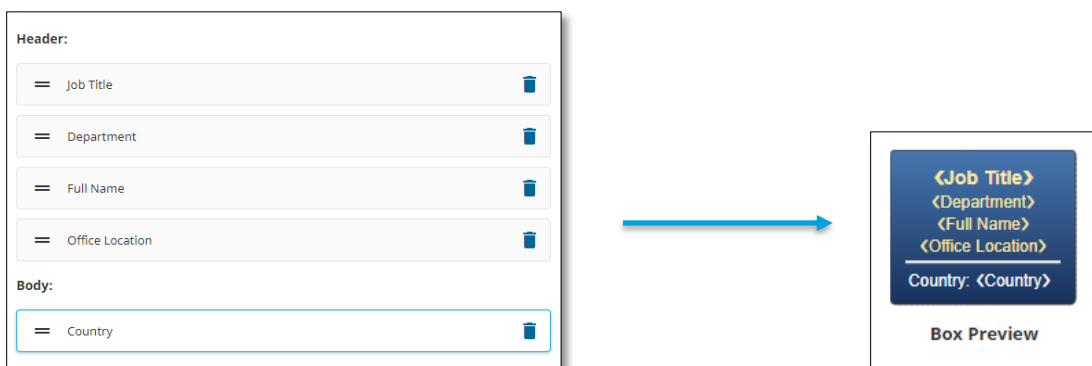 Header:
Job Title
Department
Full Name
Office Location
Body:
Country
<Job Title>
<Department>
<Full Name>
<Office Location>
Country: <Country>
Box Preview